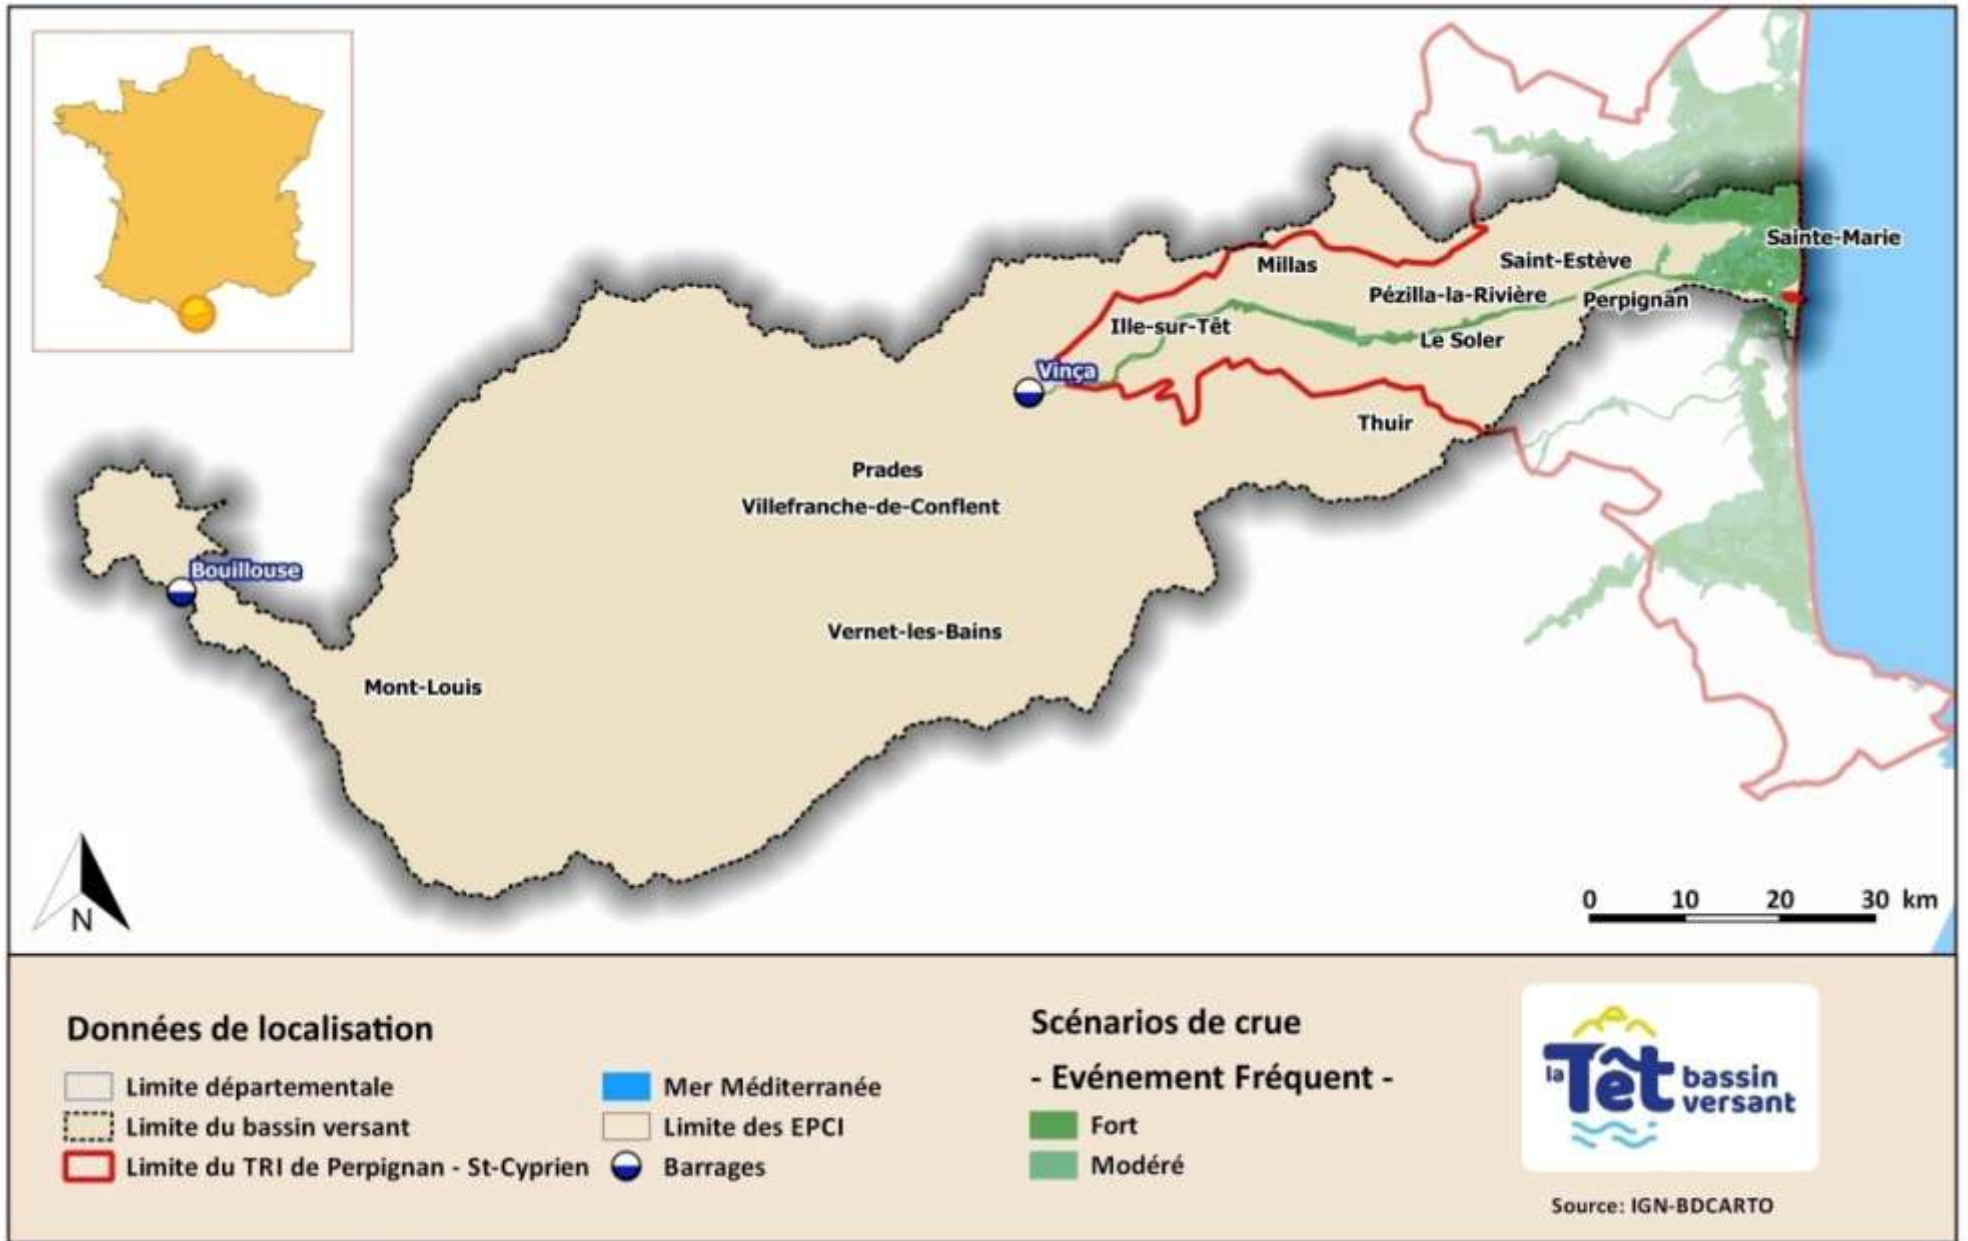 Sainte-Marie
Saint-Estève
Millas
Pézilla-la-Rivière
Perpignan
Ille-sur-Têt
Le Soler
Vinça
Thuir
Prades
Villefranche-de-Conflent
Bouillouse
Vernet-les-Bains
Mont-Louis
N
0 10 20 30 km
Données de localisation
Limite départementale
Limite du bassin versant
Limite du TRI de Perpignan - St-Cyprien
Mer Méditerranée
Limite des EPCI
Barrages
Scénarios de crue
- Evénement Fréquent -
Fort
Modéré
la Têt bassin
versant
Source: IGN-BDCARTO